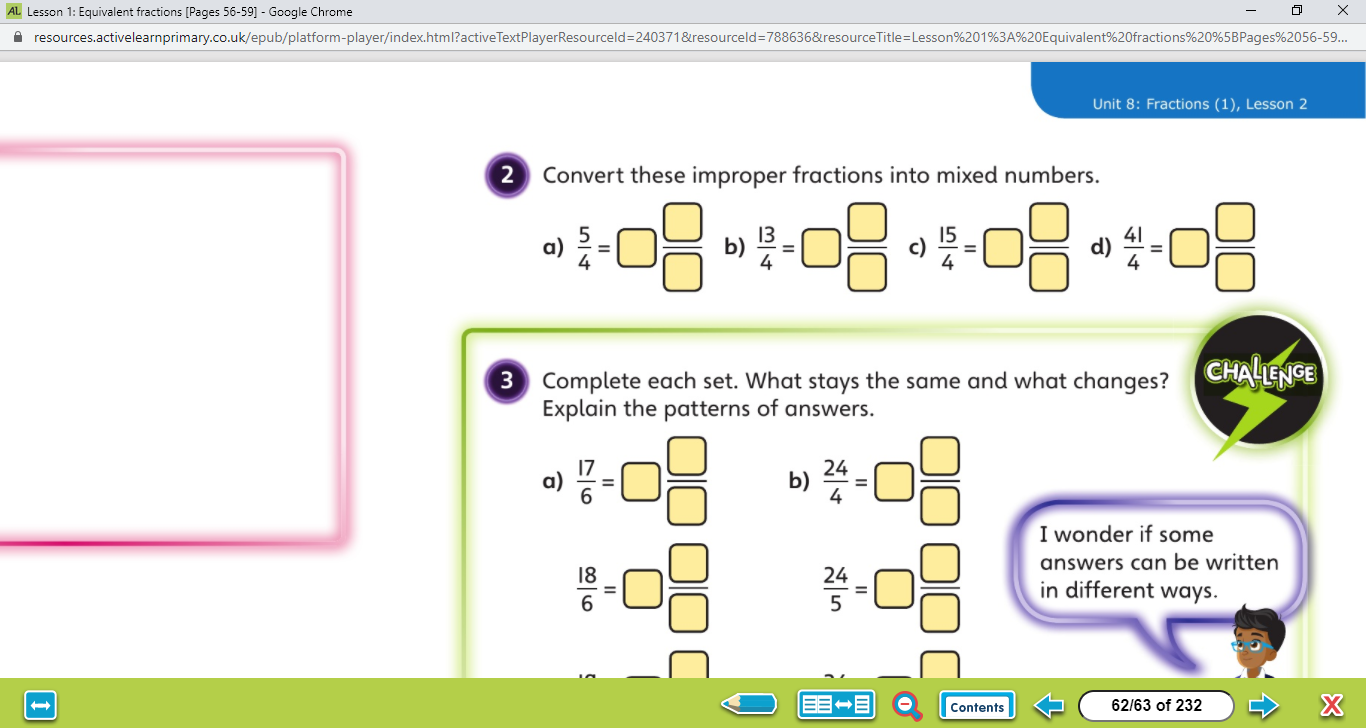 Lesson 1: Equivalent fractions [Pages 56-59] - Google Chrome
resources.activelearnprimary.co.uk/epub/platform-player/index.html?activeTextPlayerResourceId=240371&resourceId=788636&resourceTitle=Lesson%201%3A%20Equivalent%20fractions%20%5BPages%2056-59...
Unit 8: Fractions (1), Lesson 2
2 Convert these improper fractions into mixed numbers.
a) 5/4 = b) 13/4 = c) 15/4 = d) 41/4 =
CHALLENGE
3 Complete each set. What stays the same and what changes?
Explain the patterns of answers.
a) 17/6 = b) 24/4 =
18/6 = 24/5 =
I wonder if some
answers can be written
in different ways.
Contents
62/63 of 232